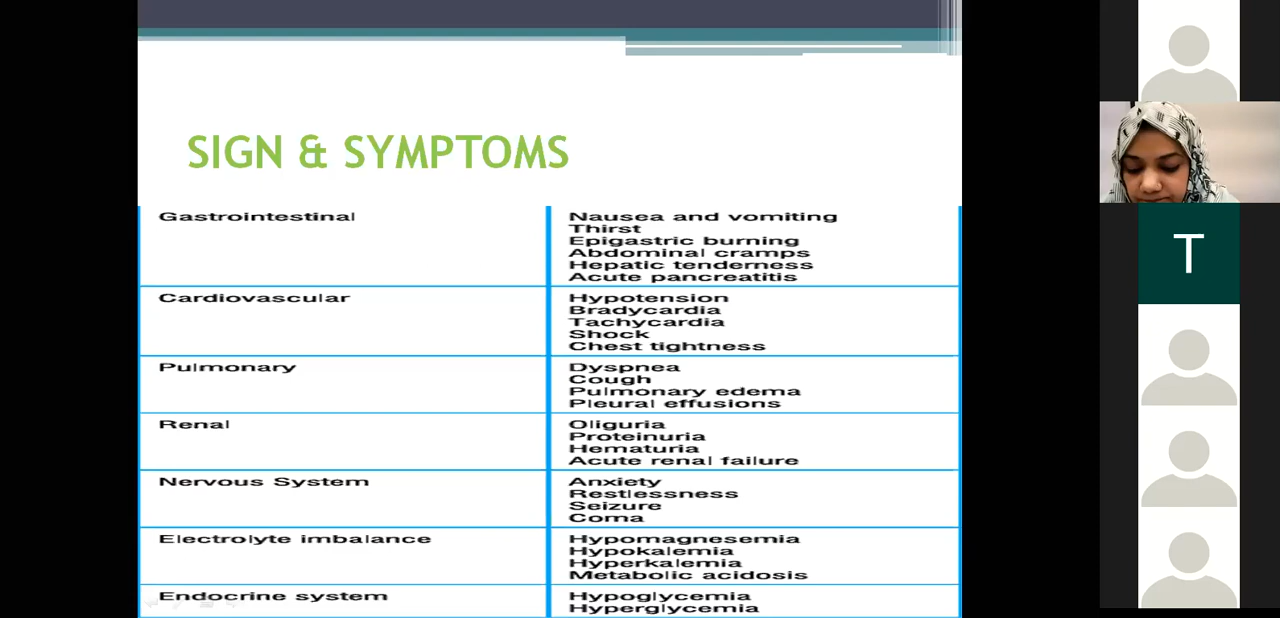 SIGN & SYMPTOMS
Gastrointestinal
Nausea and vomiting
Thirst
Epigastric burning
Abdominal cramps
Hepatic tenderness
Acute pancreatitis
Cardiovascular
Hypotension
Bradycardia
Tachycardia
Shock
Chest tightness
Pulmonary
Dyspnea
Cough
Pulmonary edema
Pleural effusions
Renal
Oliguria
Proteinuria
Hematuria
Acute renal failure
Nervous System
Anxiety
Restlessness
Seizure
Coma
Electrolyte imbalance
Hypomagnesemia
Hypokalemia
Hyperkalemia
Metabolic acidosis
Endocrine system
Hypoglycemia
Hyperglycemia
T